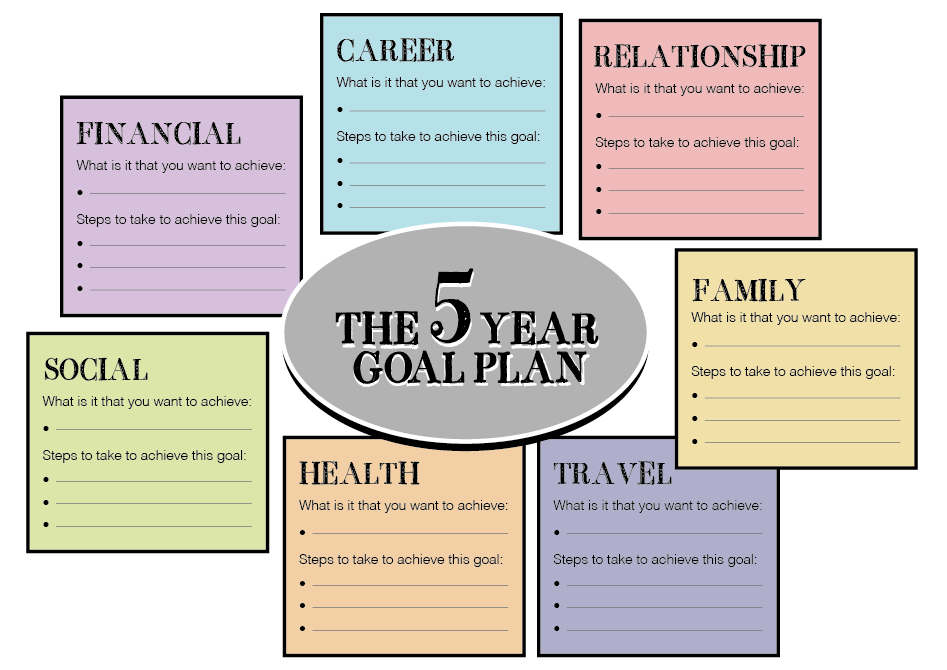 CAREER
What is it that you want to achieve:
•
Steps to take to achieve this goal:
•
•
•
RELATIONSHIP
What is it that you want to achieve:
•
Steps to take to achieve this goal:
•
•
•
FINANCIAL
What is it that you want to achieve:
•
Steps to take to achieve this goal:
•
•
•
THE 5 YEAR
GOAL PLAN
FAMILY
What is it that you want to achieve:
•
Steps to take to achieve this goal:
•
•
•
SOCIAL
What is it that you want to achieve:
•
Steps to take to achieve this goal:
•
•
•
HEALTH
What is it that you want to achieve:
•
Steps to take to achieve this goal:
•
•
•
TRAVEL
What is it that you want to achieve:
•
Steps to take to achieve this goal:
•
•
•